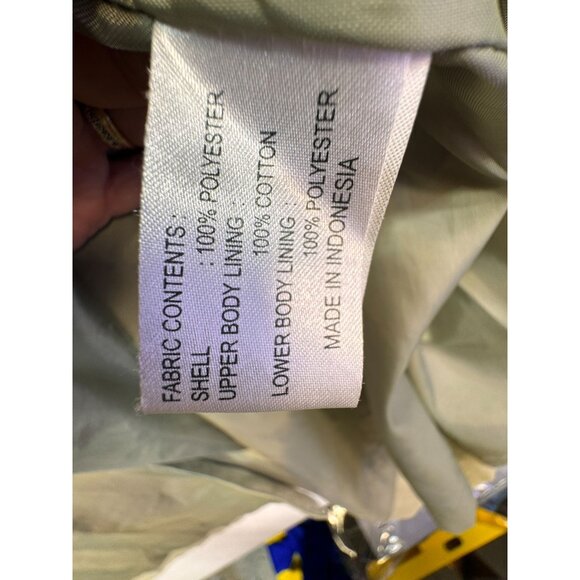 FABRIC CONTENTS :
SHELL : 100% POLYESTER
UPPER BODY LINING :
100% COTTON
LOWER BODY LINING :
100% POLYESTER
MADE IN INDONESIA